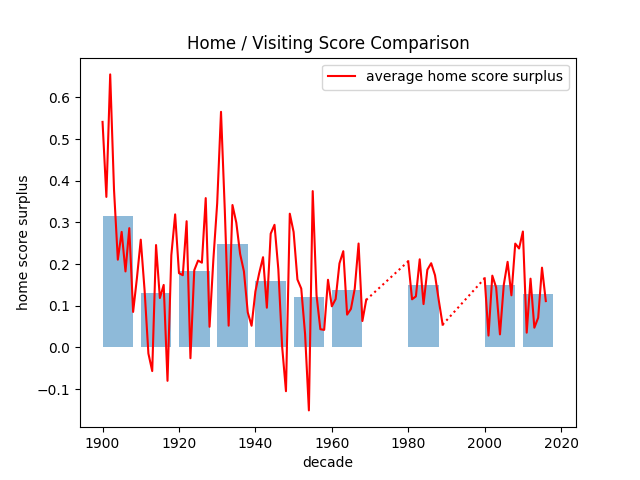 Home / Visiting Score Comparison
average home score surplus
home score surplus
0.6
0.5
0.4
0.3
0.2
0.1
0.0
−0.1
1900 1920 1940 1960 1980 2000 2020
decade